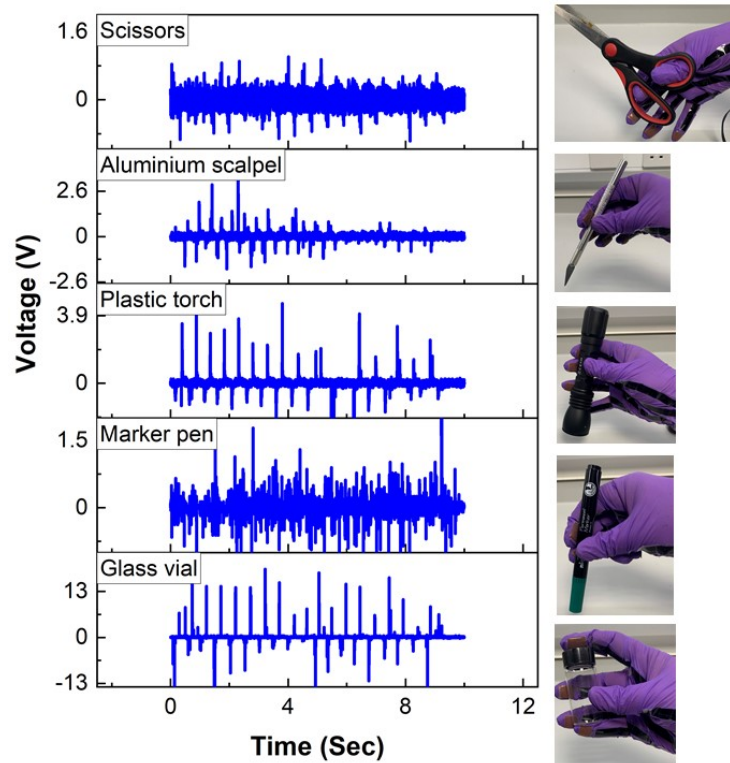 Voltage (V)
Scissors
1.6
0
Aluminium scalpel
2.6
0
-2.6
Plastic torch
3.9
0
Marker pen
1.5
0
Glass vial
13
0
-13
0
4
8
12
Time (Sec)